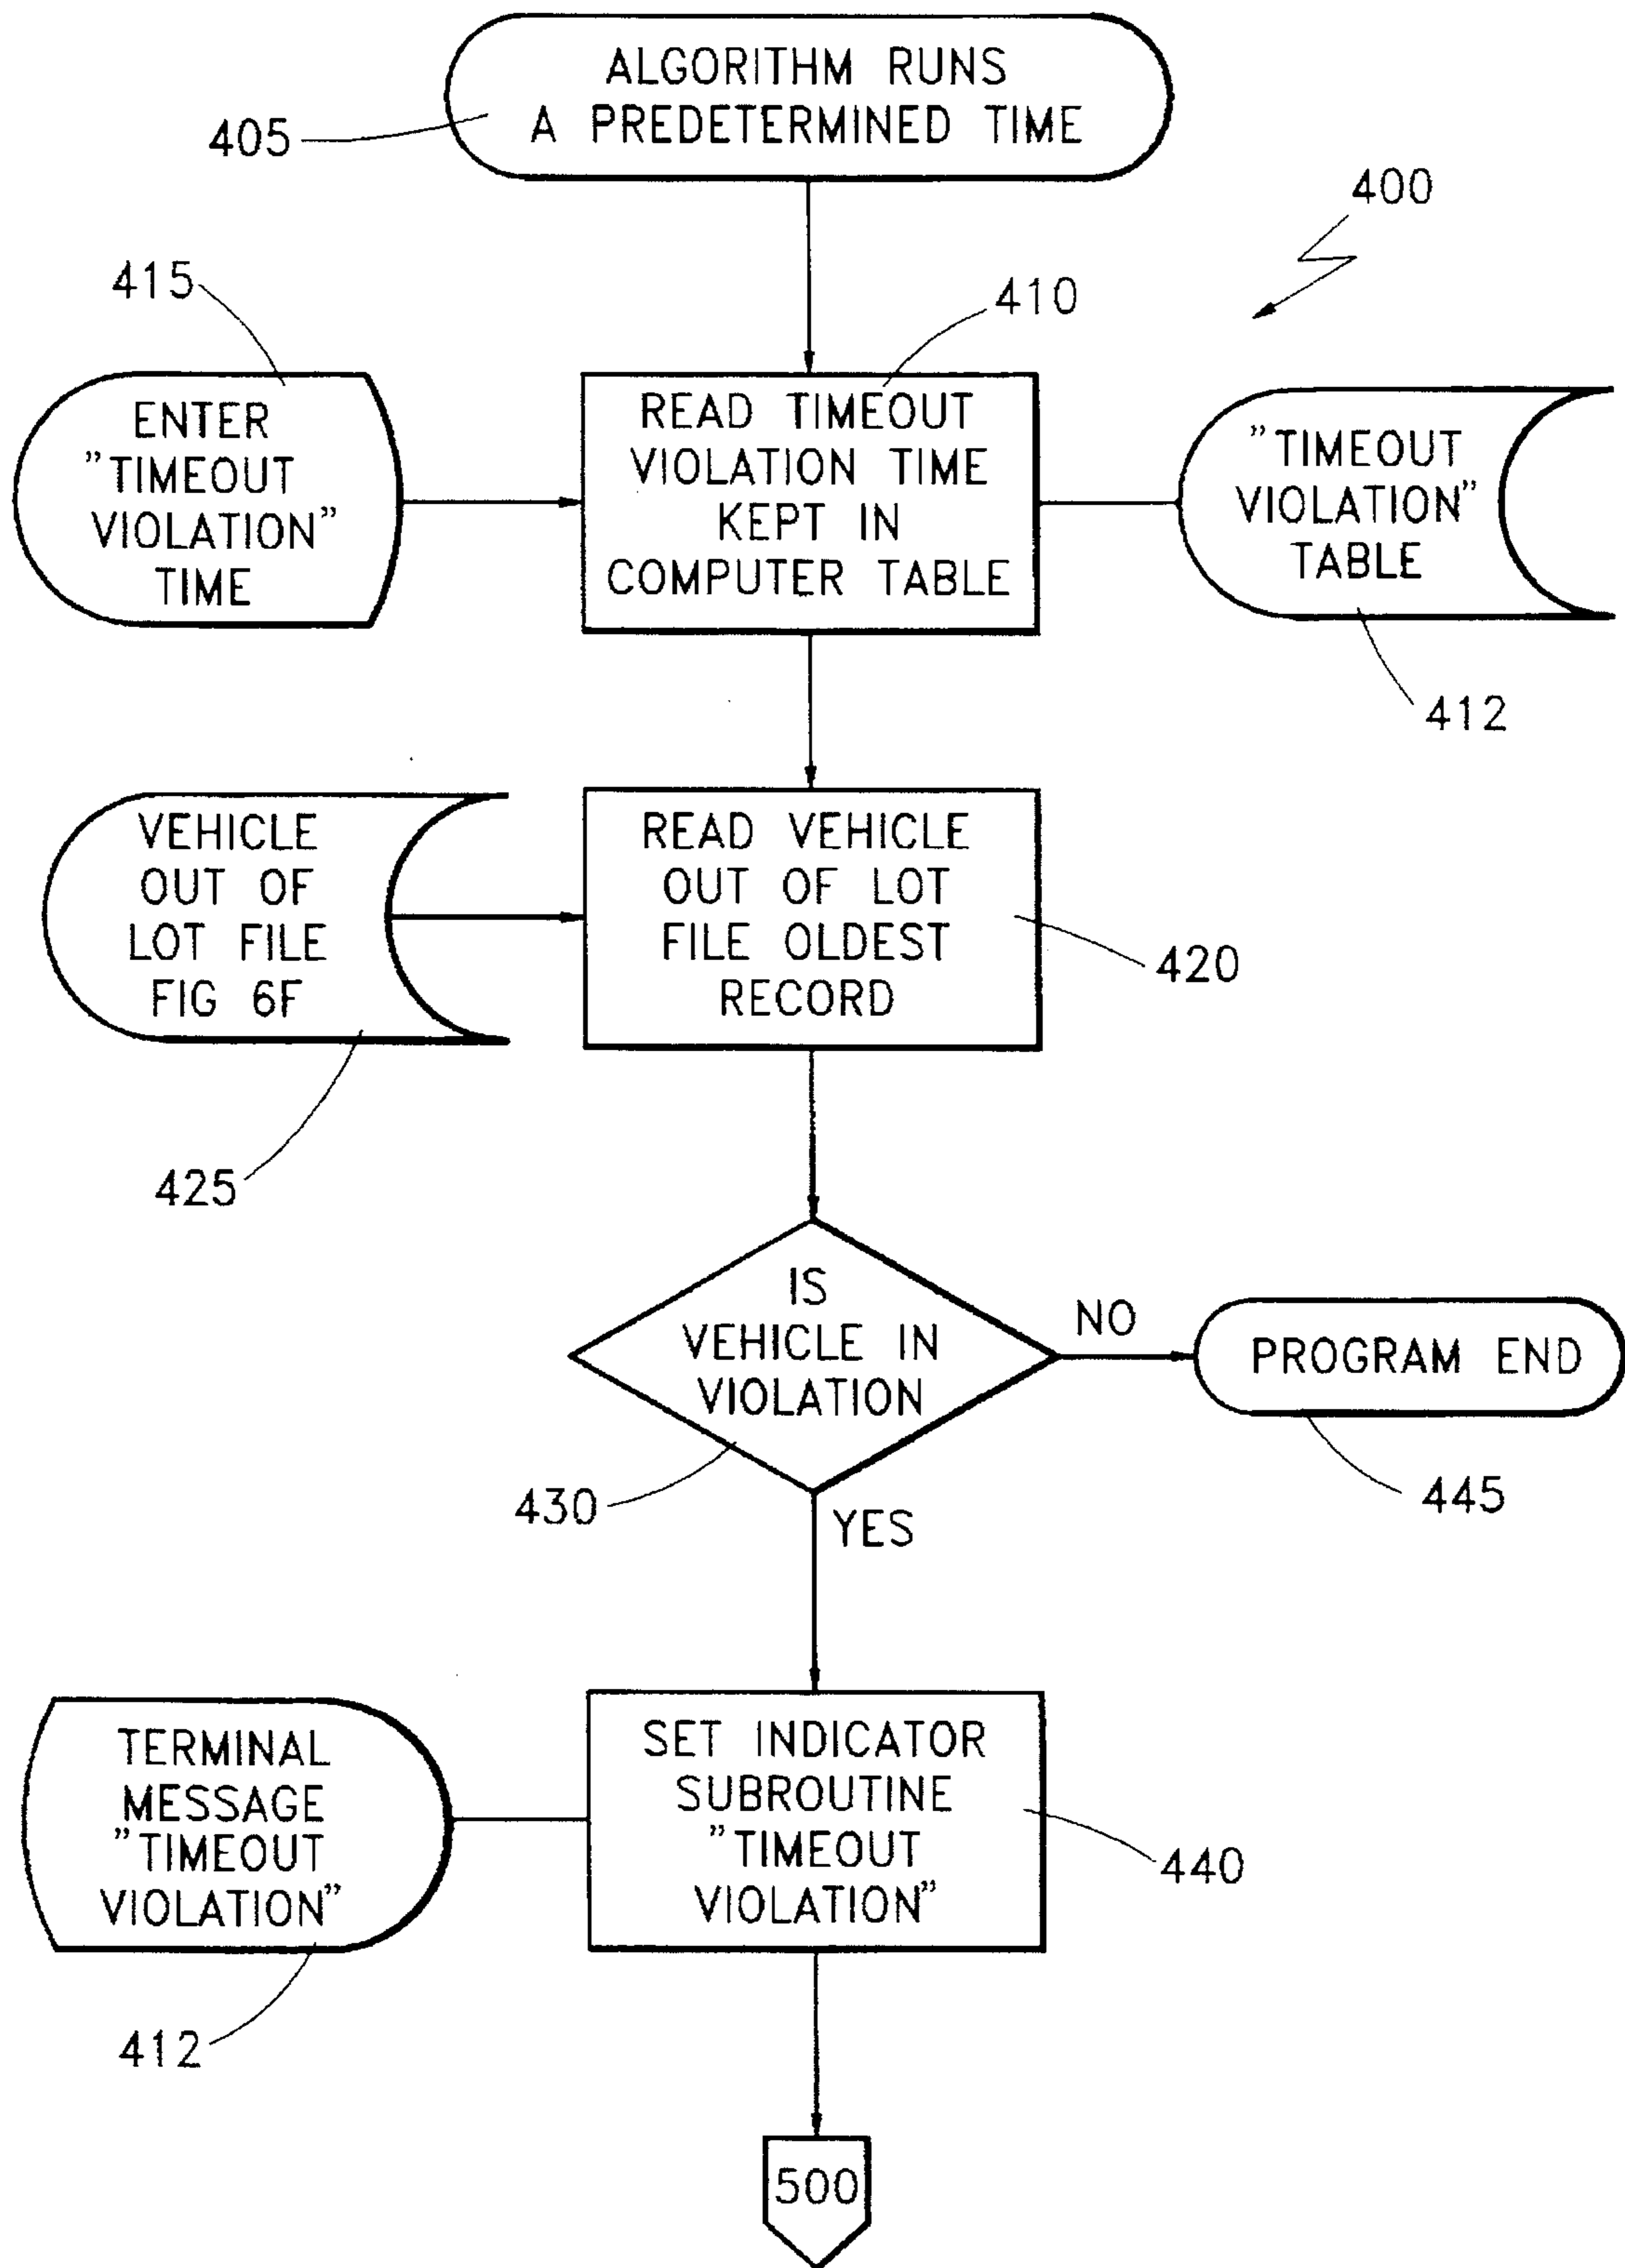 ALGORITHM RUNS
A PREDETERMINED TIME
405
400
415
410
ENTER
"TIMEOUT
VIOLATION"
TIME
READ TIMEOUT
VIOLATION TIME
KEPT IN
COMPUTER TABLE
"TIMEOUT
VIOLATION"
TABLE
412
VEHICLE
OUT OF
LOT FILE
FIG 6F
READ VEHICLE
OUT OF LOT
FILE OLDEST
RECORD
420
425
IS
VEHICLE IN
VIOLATION
NO
PROGRAM END
430
YES
445
TERMINAL
MESSAGE
"TIMEOUT
VIOLATION"
SET INDICATOR
SUBROUTINE
"TIMEOUT
VIOLATION"
440
412
500